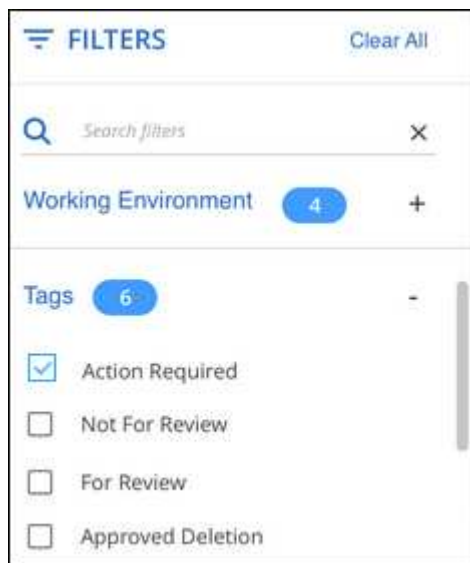 FILTERS Clear All
Search filters ×
Working Environment 4 +
Tags 6 -
Action Required
Not For Review
For Review
Approved Deletion